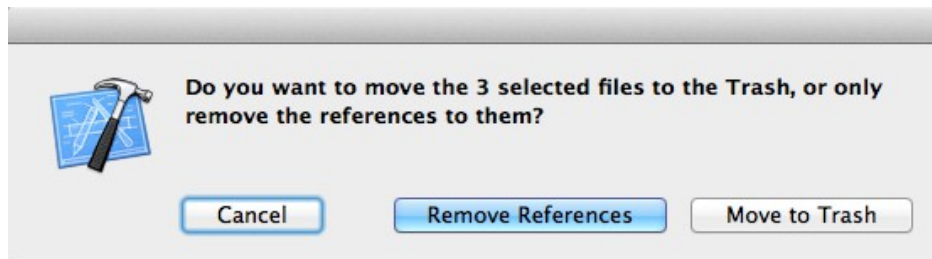 Do you want to move the 3 selected files to the Trash, or only
remove the references to them?
Cancel Remove References Move to Trash